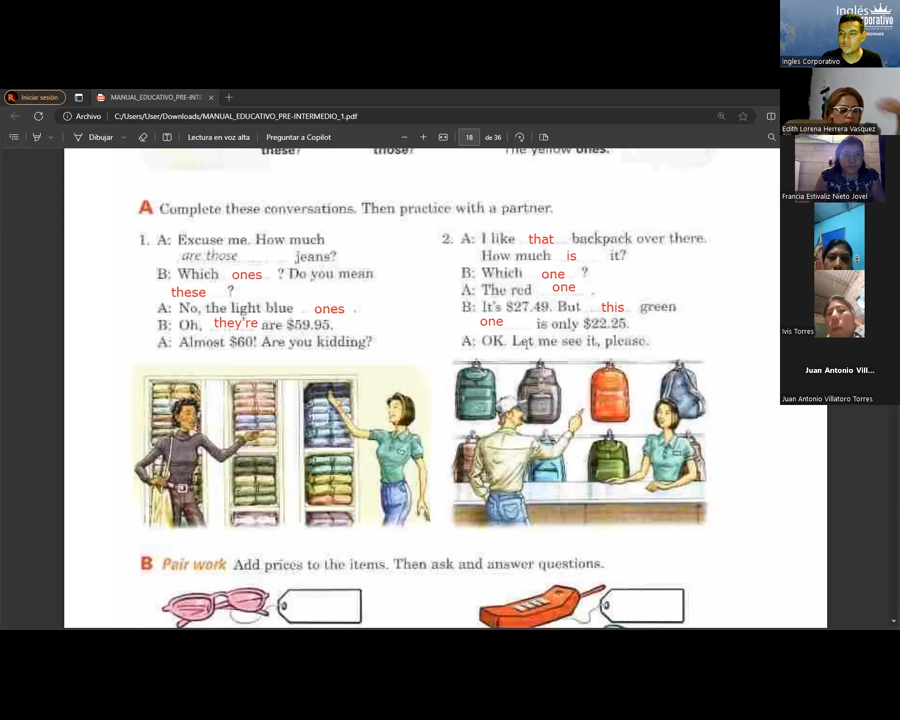 Inglés
Corporativo
Ingles Corporativo
Iniciar sesión
MANUAL_EDUCATIVO_PRE-INTE
Archivo
C:/Users/User/Downloads/MANUAL_EDUCATIVO_PRE-INTERMEDIO_1.pdf
Dibujar
Lectura en voz alta
Preguntar a Copilot
18
de 36
Edith Lorena Herrera Vasquez
Francia Estivaliz Nieto Jovel
Ivis Torres
Juan Antonio Vill...
Juan Antonio Villatoro Torres
these?
those?
The yellow ones.
A Complete these conversations. Then practice with a partner.
1. A: Excuse me. How much
are those jeans?
B: Which ones ? Do you mean
these ?
A: No, the light blue ones .
B: Oh, they're are $59.95.
A: Almost $60! Are you kidding?
2. A: I like that backpack over there.
How much is it?
B: Which one ?
A: The red one .
B: It's $27.49. But this green
one is only $22.25.
A: OK. Let me see it, please.
B Pair work Add prices to the items. Then ask and answer questions.